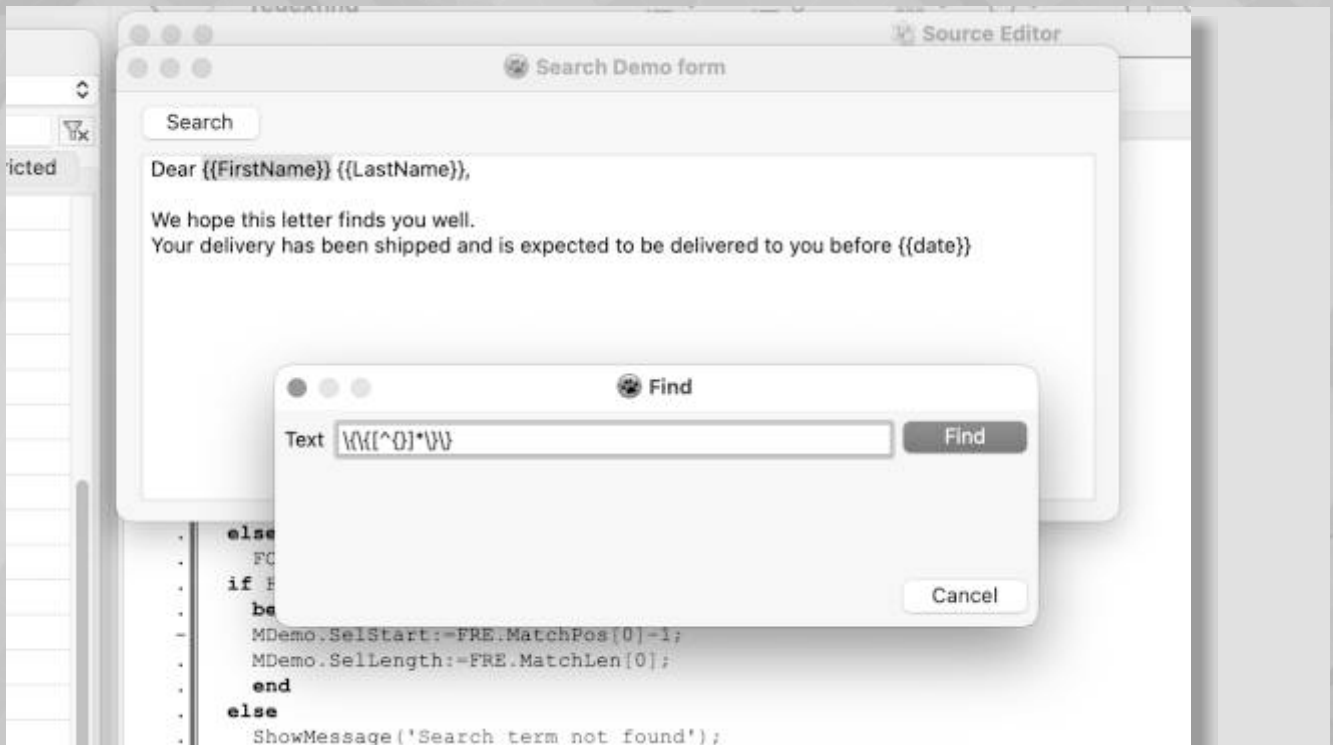 Source Editor
Search Demo form
Search
icted
Dear {{FirstName}} {{LastName}},
We hope this letter finds you well.
Your delivery has been shipped and is expected to be delivered to you before {{date}}
Find
Text \{\{[^{}]*\}\} Find
else
if
Cancel
MDemo.SelStart:=FRE.MatchPos[0]-1;
MDemo.SelLength:=FRE.MatchLen[0];
end
else
ShowMessage('Search term not found');